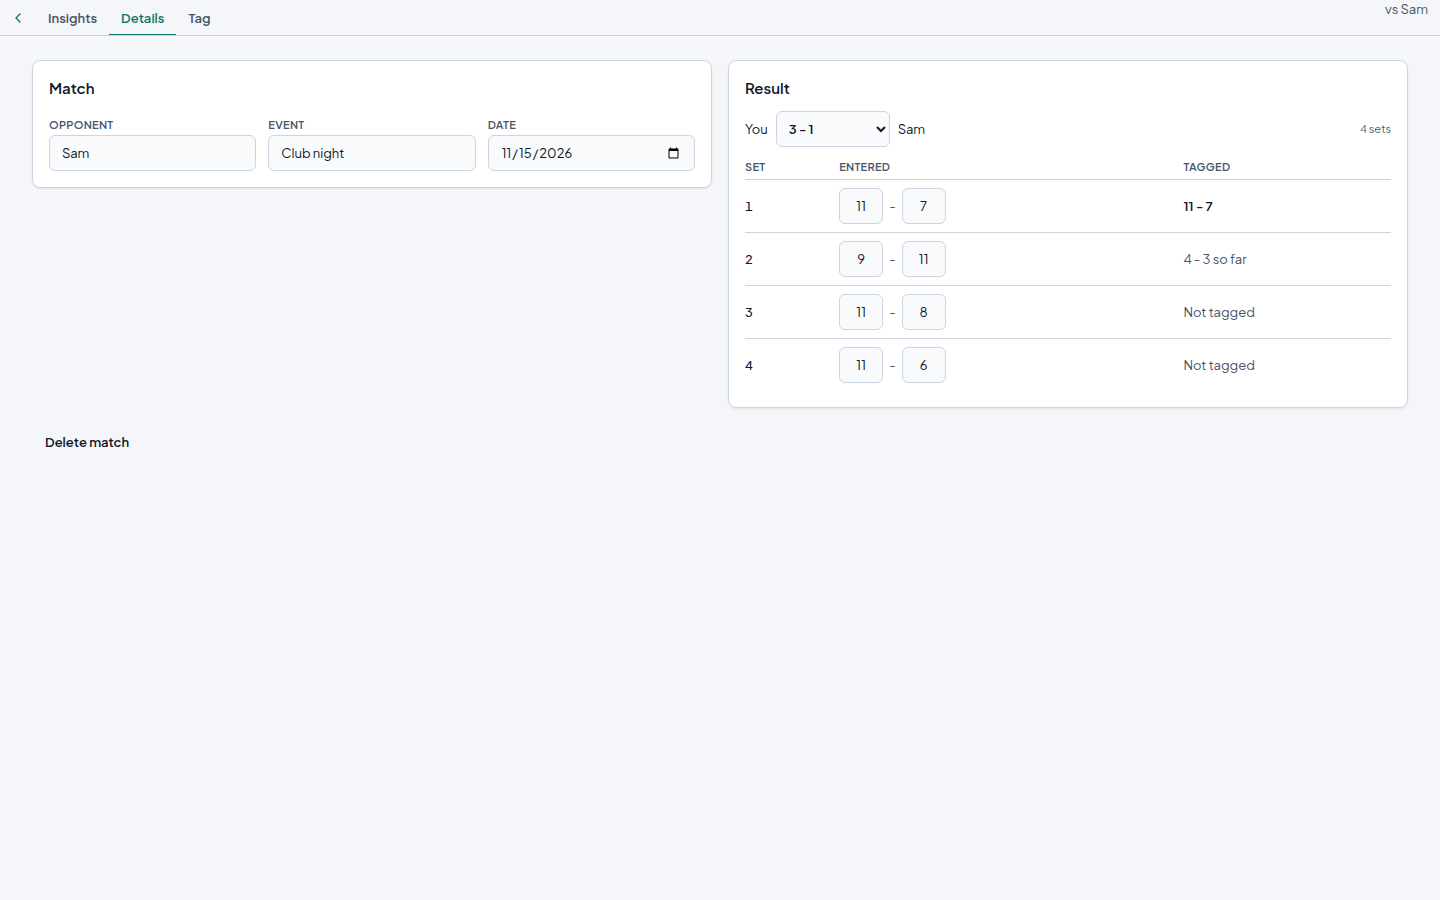 Insights Details Tag vs Sam
Match
OPPONENT EVENT DATE
Sam Club night 11/15/2026
Result
You 3 - 1 Sam 4 sets
SET ENTERED TAGGED
1 11 - 7 11 - 7
2 9 - 11 4 - 3 so far
3 11 - 8 Not tagged
4 11 - 6 Not tagged
Delete match